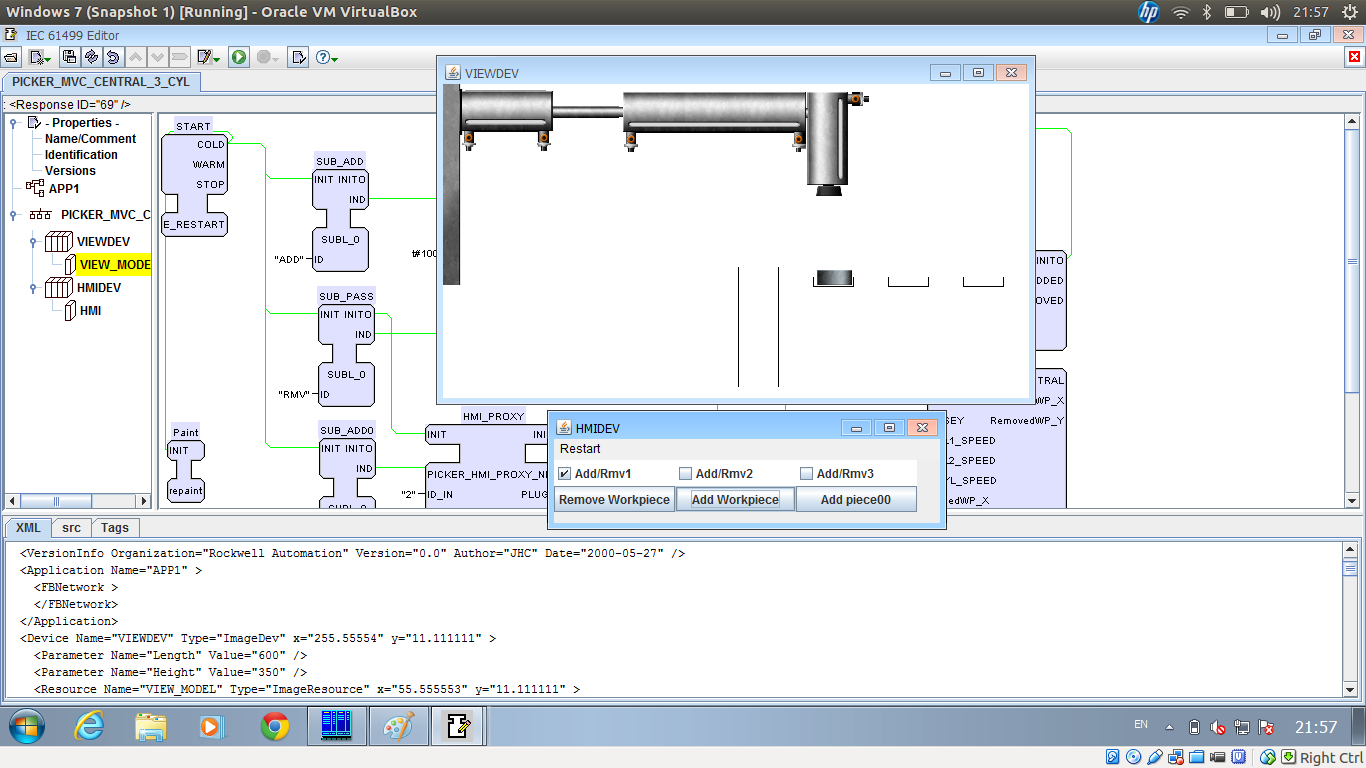 Windows 7 (Snapshot 1) [Running] - Oracle VM VirtualBox
hp
21:57
IEC 61499 Editor
PICKER_MVC_CENTRAL_3_CYL
: <Response ID="69" />
- Properties -
Name/Comment
Identification
Versions
APP1
PICKER_MVC_C
VIEWDEV
VIEW_MODE
HMIDEV
HMI
START
COLD
WARM
STOP
E_RESTART
SUB_ADD
INIT INITO
IND
SUBL_0
"ADD" ID
t#100
SUB_PASS
INIT INITO
IND
SUBL_0
"RMV" ID
Paint
INIT
repaint
SUB_ADD0
INIT INITO
IND
SUBL_0
HMI_PROXY
INIT INI
PICKER_HMI_PROXY_N
"2" ID_IN PLUG
VIEWDEV
INITO
DDED
OVED
TRAL
WP_X
SEY RemovedWP_Y
L1_SPEED
L2_SPEED
YL_SPEED
vedWP_X
HMIDEV
Restart
Add/Rmv1 Add/Rmv2 Add/Rmv3
Remove Workpiece Add Workpiece Add piece00
XML src Tags
<VersionInfo Organization="Rockwell Automation" Version="0.0" Author="JHC" Date="2000-05-27" />
<Application Name="APP1" >
<FBNetwork >
</FBNetwork>
</Application>
<Device Name="VIEWDEV" Type="ImageDev" x="255.55554" y="11.111111" >
<Parameter Name="Length" Value="600" />
<Parameter Name="Height" Value="350" />
<Resource Name="VIEW_MODEL" Type="ImageResource" x="55.555553" y="11.111111" >
EN
21:57
Right Ctrl